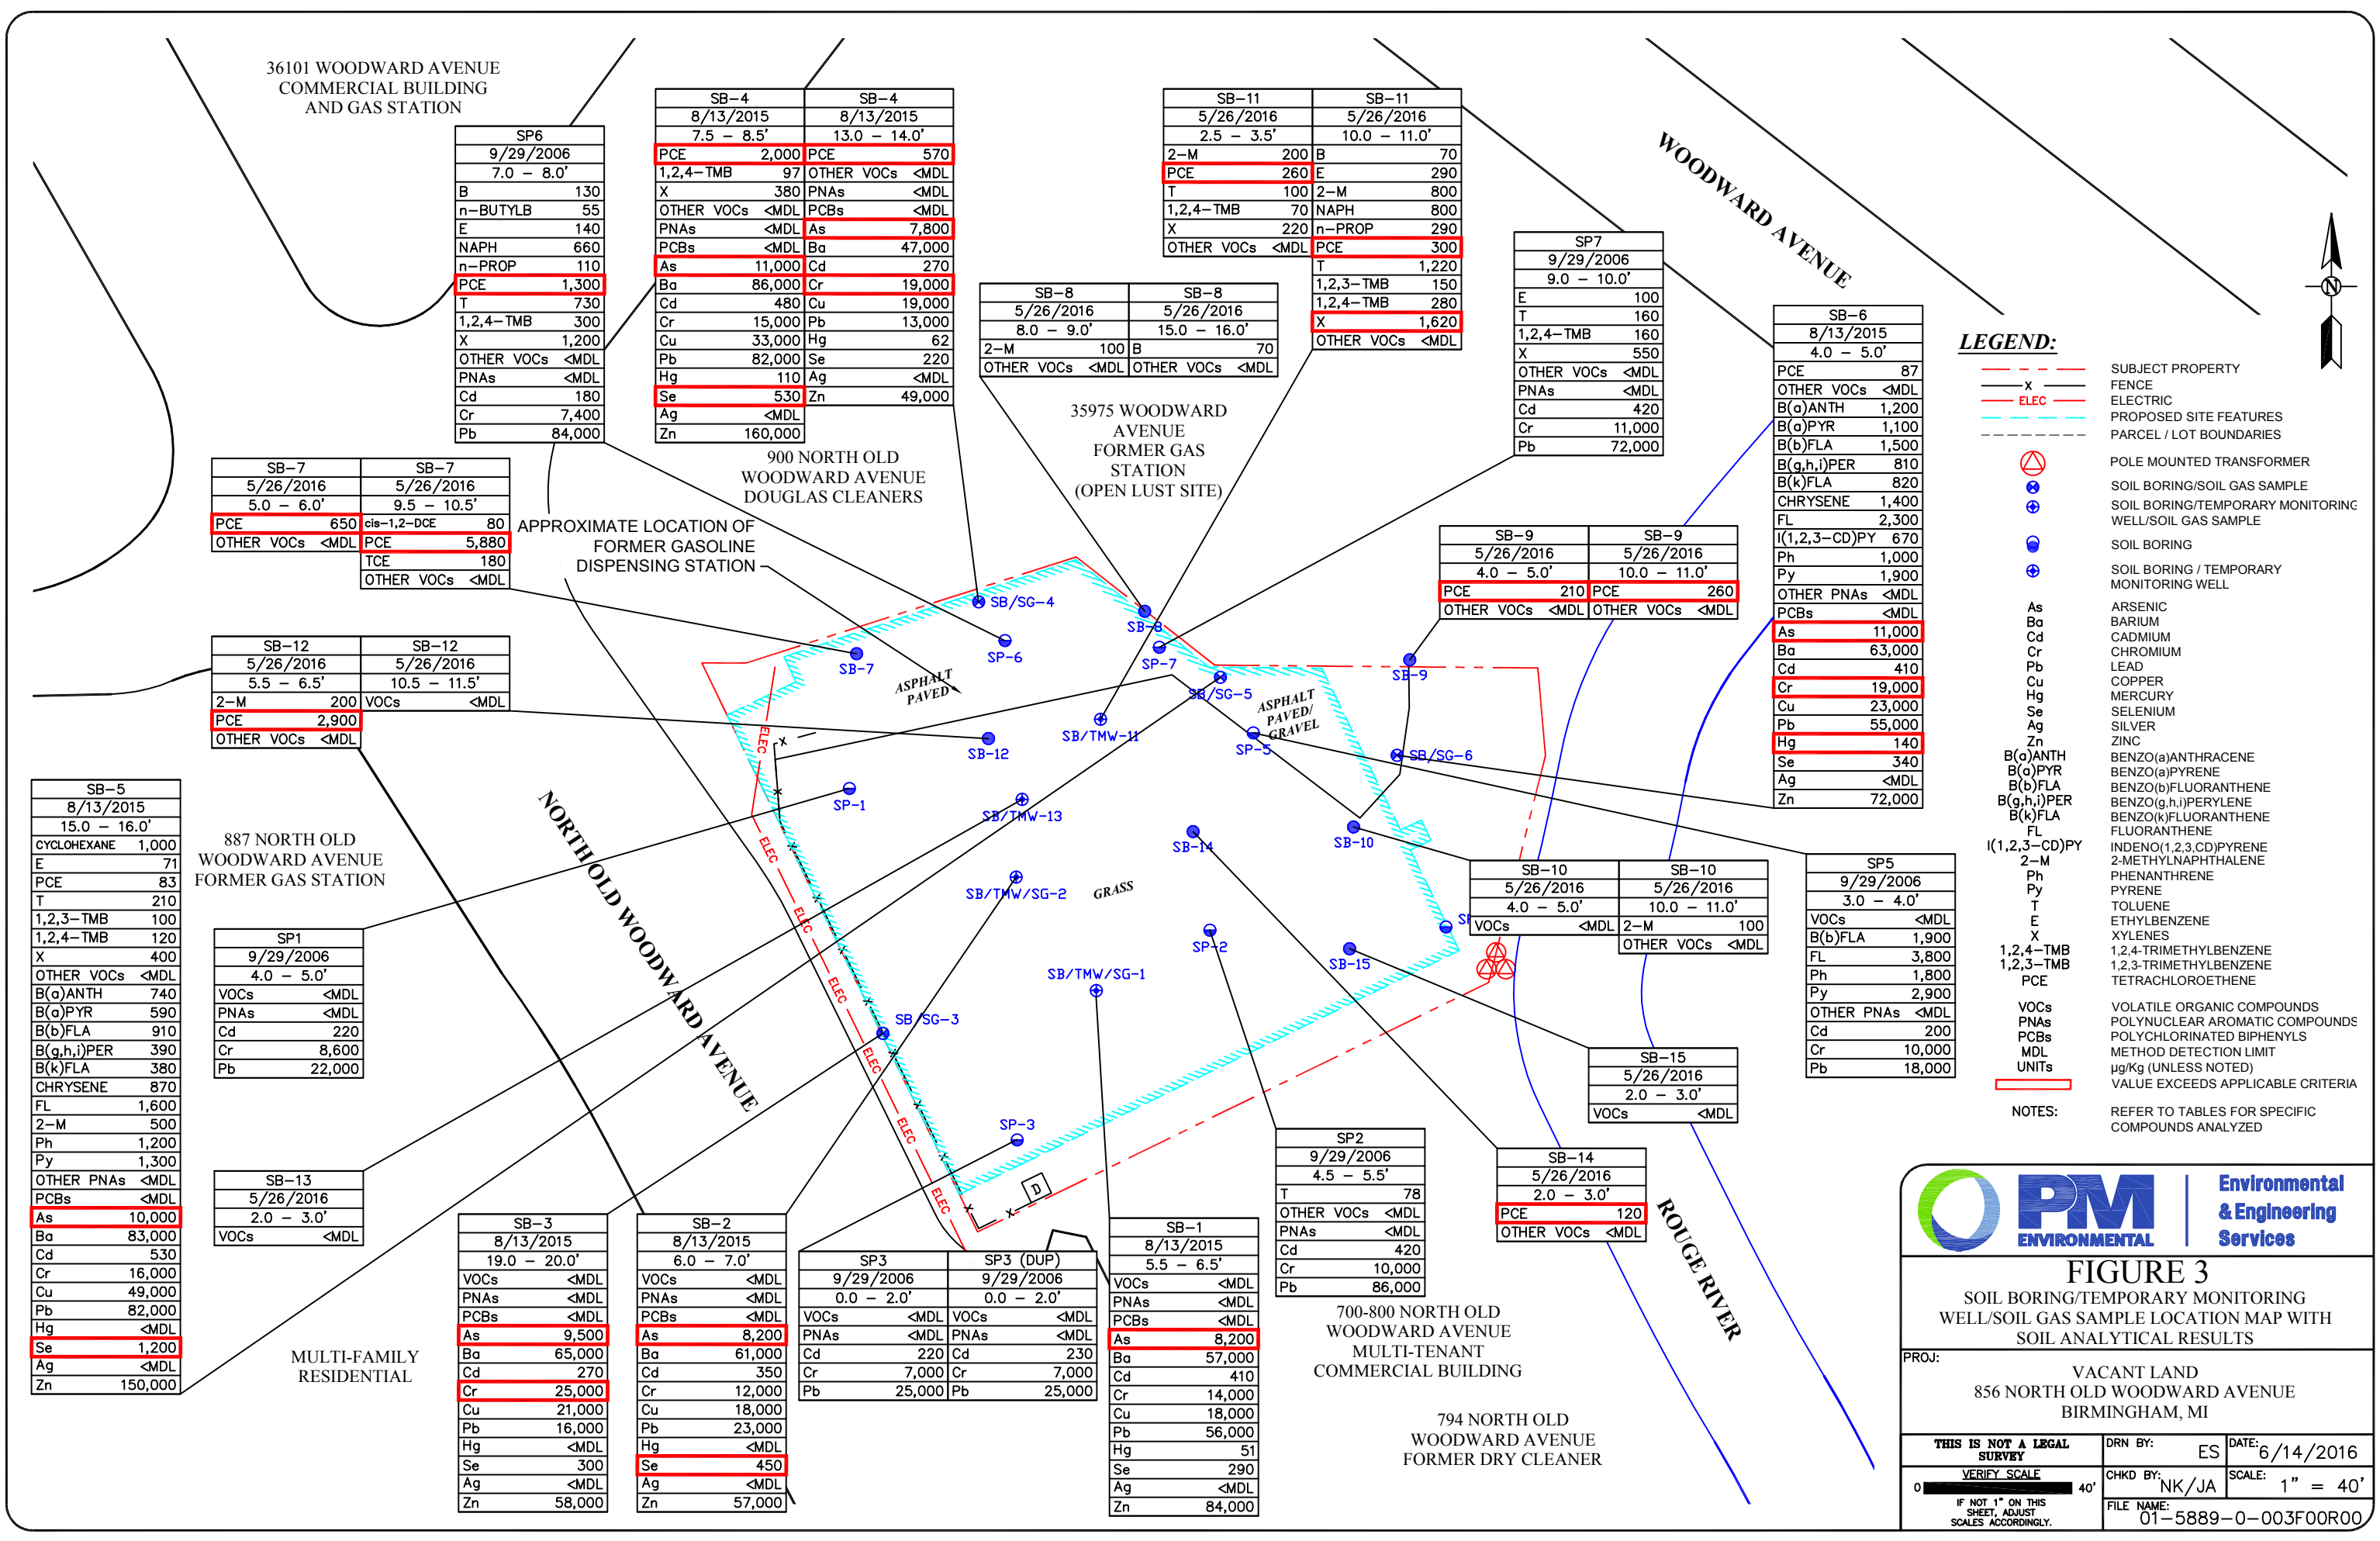 36101 WOODWARD AVENUE
COMMERCIAL BUILDING
AND GAS STATION
SP6
9/29/2006
7.0 – 8.0'
B 130
n–BUTYLB 55
E 140
NAPH 660
n–PROP 110
PCE 1,300
T 730
1,2,4–TMB 300
X 1,200
OTHER VOCs <MDL
PNAs <MDL
Cd 180
Cr 7,400
Pb 84,000
SB–4
8/13/2015
7.5 – 8.5'
PCE 2,000
1,2,4–TMB 97
X 380
OTHER VOCs <MDL
PNAs <MDL
PCBs <MDL
As 11,000
Ba 86,000
Cd 480
Cr 15,000
Cu 33,000
Pb 82,000
Hg 110
Se 530
Ag <MDL
Zn 160,000
SB–4
8/13/2015
13.0 – 14.0'
PCE 570
OTHER VOCs <MDL
PNAs <MDL
PCBs <MDL
As 7,800
Ba 47,000
Cd 270
Cr 19,000
Cu 19,000
Pb 13,000
Hg 62
Se 220
Ag <MDL
Zn 49,000
SB–11
5/26/2016
2.5 – 3.5'
2–M 200
PCE 260
T 100
1,2,4–TMB 70
X 220
OTHER VOCs <MDL
SB–11
5/26/2016
10.0 – 11.0'
B 70
E 290
2–M 800
NAPH 800
n–PROP 290
PCE 300
T 1,220
1,2,3–TMB 150
1,2,4–TMB 280
X 1,620
OTHER VOCs <MDL
SB–8
5/26/2016
8.0 – 9.0'
2–M 100
OTHER VOCs <MDL
SB–8
5/26/2016
15.0 – 16.0'
B 70
OTHER VOCs <MDL
SP7
9/29/2006
9.0 – 10.0'
E 100
T 160
1,2,4–TMB 160
X 550
OTHER VOCs <MDL
PNAs <MDL
Cd 420
Cr 11,000
Pb 72,000
WOODWARD AVENUE
SB–6
8/13/2015
4.0 – 5.0'
PCE 87
OTHER VOCs <MDL
B(a)ANTH 1,200
B(a)PYR 1,100
B(b)FLA 1,500
B(g,h,i)PER 810
B(k)FLA 820
CHRYSENE 1,400
FL 2,300
I(1,2,3–CD)PY 670
Ph 1,000
Py 1,900
OTHER PNAs <MDL
PCBs <MDL
As 11,000
Ba 63,000
Cd 410
Cr 19,000
Cu 23,000
Pb 55,000
Hg 140
Se 340
Ag <MDL
Zn 72,000
N
LEGEND:
SUBJECT PROPERTY
X FENCE
ELEC ELECTRIC
PROPOSED SITE FEATURES
PARCEL / LOT BOUNDARIES
POLE MOUNTED TRANSFORMER
SOIL BORING/SOIL GAS SAMPLE
SOIL BORING/TEMPORARY MONITORING
WELL/SOIL GAS SAMPLE
SOIL BORING
SOIL BORING / TEMPORARY
MONITORING WELL
As ARSENIC
Ba BARIUM
Cd CADMIUM
Cr CHROMIUM
Pb LEAD
Cu COPPER
Hg MERCURY
Se SELENIUM
Ag SILVER
Zn ZINC
B(a)ANTH BENZO(a)ANTHRACENE
B(a)PYR BENZO(a)PYRENE
B(b)FLA BENZO(b)FLUORANTHENE
B(g,h,i)PER BENZO(g,h,i)PERYLENE
B(k)FLA BENZO(k)FLUORANTHENE
FL FLUORANTHENE
I(1,2,3–CD)PY INDENO(1,2,3,CD)PYRENE
2–M 2-METHYLNAPHTHALENE
Ph PHENANTHRENE
Py PYRENE
T TOLUENE
E ETHYLBENZENE
X XYLENES
1,2,4–TMB 1,2,4-TRIMETHYLBENZENE
1,2,3–TMB 1,2,3-TRIMETHYLBENZENE
PCE TETRACHLOROETHENE
VOCs VOLATILE ORGANIC COMPOUNDS
PNAs POLYNUCLEAR AROMATIC COMPOUNDS
PCBs POLYCHLORINATED BIPHENYLS
MDL METHOD DETECTION LIMIT
UNITs µg/Kg (UNLESS NOTED)
VALUE EXCEEDS APPLICABLE CRITERIA
NOTES: REFER TO TABLES FOR SPECIFIC
COMPOUNDS ANALYZED
900 NORTH OLD
WOODWARD AVENUE
DOUGLAS CLEANERS
35975 WOODWARD
AVENUE
FORMER GAS
STATION
(OPEN LUST SITE)
SB–7
5/26/2016
5.0 – 6.0'
PCE 650
OTHER VOCs <MDL
SB–7
5/26/2016
9.5 – 10.5'
cis–1,2–DCE 80
PCE 5,880
TCE 180
OTHER VOCs <MDL
APPROXIMATE LOCATION OF
FORMER GASOLINE
DISPENSING STATION
SB–9
5/26/2016
4.0 – 5.0'
PCE 210
OTHER VOCs <MDL
SB–9
5/26/2016
10.0 – 11.0'
PCE 260
OTHER VOCs <MDL
SB–12
5/26/2016
5.5 – 6.5'
2–M 200
PCE 2,900
OTHER VOCs <MDL
SB–12
5/26/2016
10.5 – 11.5'
VOCs <MDL
SB/SG–4
SB–8
SP–6
SP–7
SB–7
SB–9
ASPHALT
PAVED
SB/SG–5
ASPHALT
PAVED/
GRAVEL
SB/TMW–11
SP–5
SB–12
SB/SG–6
ELEC
X
X
SP–1
SB/TMW–13
SB–14
SB–10
ELEC
X
SB/TMW/SG–2
GRASS
X
ELEC
X
SP–2
SB–15
SB/TMW/SG–1
ELEC
X
SB/SG–3
X
ELEC
X
SP–3
ELEC
X
ELEC
X
X
SB–5
8/13/2015
15.0 – 16.0'
CYCLOHEXANE 1,000
E 71
PCE 83
T 210
1,2,3–TMB 100
1,2,4–TMB 120
X 400
OTHER VOCs <MDL
B(a)ANTH 740
B(a)PYR 590
B(b)FLA 910
B(g,h,i)PER 390
B(k)FLA 380
CHRYSENE 870
FL 1,600
2–M 500
Ph 1,200
Py 1,300
OTHER PNAs <MDL
PCBs <MDL
As 10,000
Ba 83,000
Cd 530
Cr 16,000
Cu 49,000
Pb 82,000
Hg <MDL
Se 1,200
Ag <MDL
Zn 150,000
887 NORTH OLD
WOODWARD AVENUE
FORMER GAS STATION
NORTH OLD WOODWARD AVENUE
SP1
9/29/2006
4.0 – 5.0'
VOCs <MDL
PNAs <MDL
Cd 220
Cr 8,600
Pb 22,000
SB–10
5/26/2016
4.0 – 5.0'
VOCs <MDL
SB–10
5/26/2016
10.0 – 11.0'
2–M 100
OTHER VOCs <MDL
SP5
9/29/2006
3.0 – 4.0'
VOCs <MDL
B(b)FLA 1,900
FL 3,800
Ph 1,800
Py 2,900
OTHER PNAs <MDL
Cd 200
Cr 10,000
Pb 18,000
SB–15
5/26/2016
2.0 – 3.0'
VOCs <MDL
SB–13
5/26/2016
2.0 – 3.0'
VOCs <MDL
MULTI-FAMILY
RESIDENTIAL
SB–3
8/13/2015
19.0 – 20.0'
VOCs <MDL
PNAs <MDL
PCBs <MDL
As 9,500
Ba 65,000
Cd 270
Cr 25,000
Cu 21,000
Pb 16,000
Hg <MDL
Se 300
Ag <MDL
Zn 58,000
SB–2
8/13/2015
6.0 – 7.0'
VOCs <MDL
PNAs <MDL
PCBs <MDL
As 8,200
Ba 61,000
Cd 350
Cr 12,000
Cu 18,000
Pb 23,000
Hg <MDL
Se 450
Ag <MDL
Zn 57,000
SP3
9/29/2006
0.0 – 2.0'
VOCs <MDL
PNAs <MDL
Cd 220
Cr 7,000
Pb 25,000
SP3 (DUP)
9/29/2006
0.0 – 2.0'
VOCs <MDL
PNAs <MDL
Cd 230
Cr 7,000
Pb 25,000
SB–1
8/13/2015
5.5 – 6.5'
VOCs <MDL
PNAs <MDL
PCBs <MDL
As 8,200
Ba 57,000
Cd 410
Cr 14,000
Cu 18,000
Pb 56,000
Hg 51
Se 290
Ag <MDL
Zn 84,000
SP2
9/29/2006
4.5 – 5.5'
T 78
OTHER VOCs <MDL
PNAs <MDL
Cd 420
Cr 10,000
Pb 86,000
SB–14
5/26/2016
2.0 – 3.0'
PCE 120
OTHER VOCs <MDL
ROUGE RIVER
700-800 NORTH OLD
WOODWARD AVENUE
MULTI-TENANT
COMMERCIAL BUILDING
794 NORTH OLD
WOODWARD AVENUE
FORMER DRY CLEANER
PM
ENVIRONMENTAL
Environmental
& Engineering
Services
FIGURE 3
SOIL BORING/TEMPORARY MONITORING
WELL/SOIL GAS SAMPLE LOCATION MAP WITH
SOIL ANALYTICAL RESULTS
PROJ:
VACANT LAND
856 NORTH OLD WOODWARD AVENUE
BIRMINGHAM, MI
THIS IS NOT A LEGAL
SURVEY
VERIFY SCALE
0 40'
IF NOT 1" ON THIS
SHEET, ADJUST
SCALES ACCORDINGLY.
DRN BY: ES
DATE: 6/14/2016
CHKD BY: NK/JA
SCALE: 1" = 40'
FILE NAME:
01–5889–0–003F00R00